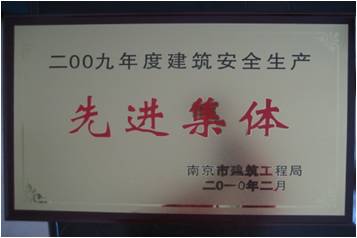 二00九年度建筑安全生产
先进集体
南京市建筑工程局
二0一0年二月